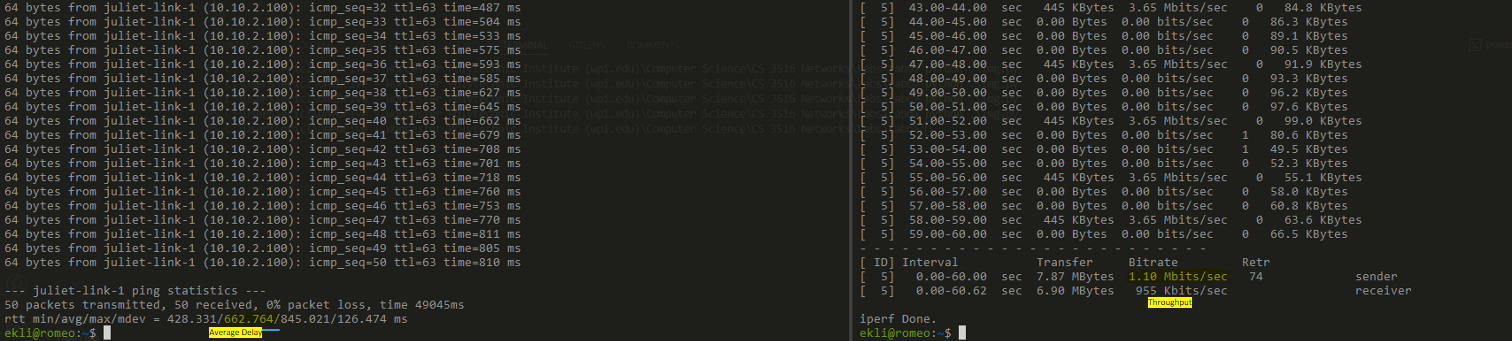 64 bytes from juliet-link-1 (10.10.2.100): icmp_seq=32 ttl=63 time=487 ms
64 bytes from juliet-link-1 (10.10.2.100): icmp_seq=33 ttl=63 time=504 ms
64 bytes from juliet-link-1 (10.10.2.100): icmp_seq=34 ttl=63 time=533 ms
64 bytes from juliet-link-1 (10.10.2.100): icmp_seq=35 ttl=63 time=575 ms
64 bytes from juliet-link-1 (10.10.2.100): icmp_seq=36 ttl=63 time=593 ms
64 bytes from juliet-link-1 (10.10.2.100): icmp_seq=37 ttl=63 time=585 ms
64 bytes from juliet-link-1 (10.10.2.100): icmp_seq=38 ttl=63 time=627 ms
64 bytes from juliet-link-1 (10.10.2.100): icmp_seq=39 ttl=63 time=645 ms
64 bytes from juliet-link-1 (10.10.2.100): icmp_seq=40 ttl=63 time=662 ms
64 bytes from juliet-link-1 (10.10.2.100): icmp_seq=41 ttl=63 time=679 ms
64 bytes from juliet-link-1 (10.10.2.100): icmp_seq=42 ttl=63 time=708 ms
64 bytes from juliet-link-1 (10.10.2.100): icmp_seq=43 ttl=63 time=701 ms
64 bytes from juliet-link-1 (10.10.2.100): icmp_seq=44 ttl=63 time=718 ms
64 bytes from juliet-link-1 (10.10.2.100): icmp_seq=45 ttl=63 time=760 ms
64 bytes from juliet-link-1 (10.10.2.100): icmp_seq=46 ttl=63 time=753 ms
64 bytes from juliet-link-1 (10.10.2.100): icmp_seq=47 ttl=63 time=770 ms
64 bytes from juliet-link-1 (10.10.2.100): icmp_seq=48 ttl=63 time=811 ms
64 bytes from juliet-link-1 (10.10.2.100): icmp_seq=49 ttl=63 time=805 ms
64 bytes from juliet-link-1 (10.10.2.100): icmp_seq=50 ttl=63 time=810 ms
--- juliet-link-1 ping statistics ---
50 packets transmitted, 50 received, 0% packet loss, time 49045ms
rtt min/avg/max/mdev = 428.331/662.764/845.021/126.474 ms
ekli@romeo:~$
Average Delay
[ 5] 43.00-44.00 sec 445 KBytes 3.65 Mbits/sec 0 84.8 KBytes
[ 5] 44.00-45.00 sec 0.00 Bytes 0.00 bits/sec 0 86.3 KBytes
[ 5] 45.00-46.00 sec 0.00 Bytes 0.00 bits/sec 0 89.1 KBytes
[ 5] 46.00-47.00 sec 0.00 Bytes 0.00 bits/sec 0 90.5 KBytes
[ 5] 47.00-48.00 sec 445 KBytes 3.65 Mbits/sec 0 91.9 KBytes
[ 5] 48.00-49.00 sec 0.00 Bytes 0.00 bits/sec 0 93.3 KBytes
[ 5] 49.00-50.00 sec 0.00 Bytes 0.00 bits/sec 0 96.2 KBytes
[ 5] 50.00-51.00 sec 0.00 Bytes 0.00 bits/sec 0 97.6 KBytes
[ 5] 51.00-52.00 sec 445 KBytes 3.65 Mbits/sec 0 99.0 KBytes
[ 5] 52.00-53.00 sec 0.00 Bytes 0.00 bits/sec 1 80.6 KBytes
[ 5] 53.00-54.00 sec 0.00 Bytes 0.00 bits/sec 1 49.5 KBytes
[ 5] 54.00-55.00 sec 0.00 Bytes 0.00 bits/sec 0 52.3 KBytes
[ 5] 55.00-56.00 sec 445 KBytes 3.65 Mbits/sec 0 55.1 KBytes
[ 5] 56.00-57.00 sec 0.00 Bytes 0.00 bits/sec 0 58.0 KBytes
[ 5] 57.00-58.00 sec 0.00 Bytes 0.00 bits/sec 0 60.8 KBytes
[ 5] 58.00-59.00 sec 445 KBytes 3.65 Mbits/sec 0 63.6 KBytes
[ 5] 59.00-60.00 sec 0.00 Bytes 0.00 bits/sec 0 66.5 KBytes
- - - - - - - - - - - - - - - - - - - - - - - - -
[ ID] Interval Transfer Bitrate Retr
[ 5] 0.00-60.00 sec 7.87 MBytes 1.10 Mbits/sec 74 sender
[ 5] 0.00-60.62 sec 6.90 MBytes 955 Kbits/sec receiver
Throughput
iperf Done.
ekli@romeo:~$